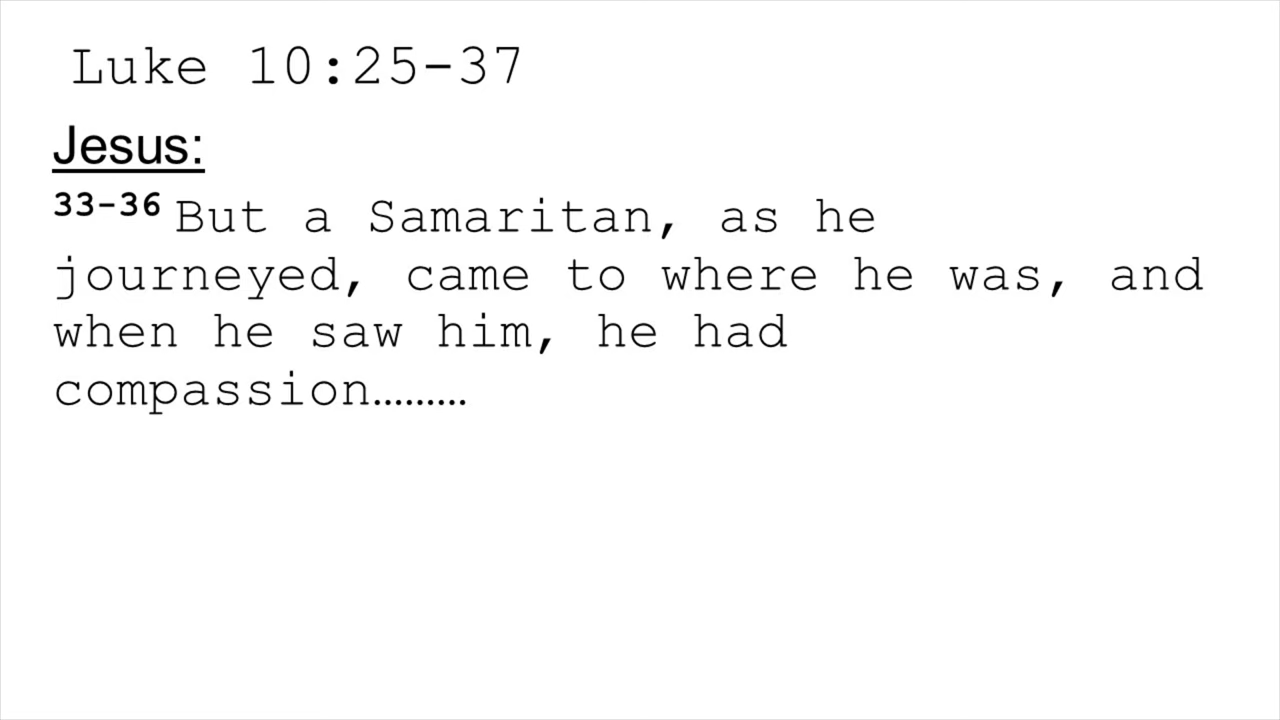 Luke 10:25-37
Jesus:
33-36 But a Samaritan, as he
journeyed, came to where he was, and
when he saw him, he had
compassion………